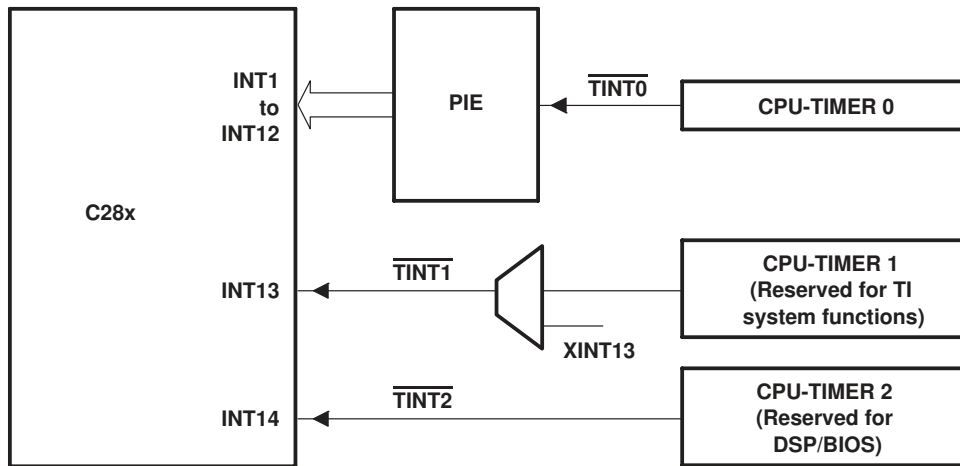 C28x
INT1
to
INT12
PIE
TINT0
CPU-TIMER 0
INT13
TINT1
XINT13
CPU-TIMER 1
(Reserved for TI
system functions)
INT14
TINT2
CPU-TIMER 2
(Reserved for
DSP/BIOS)